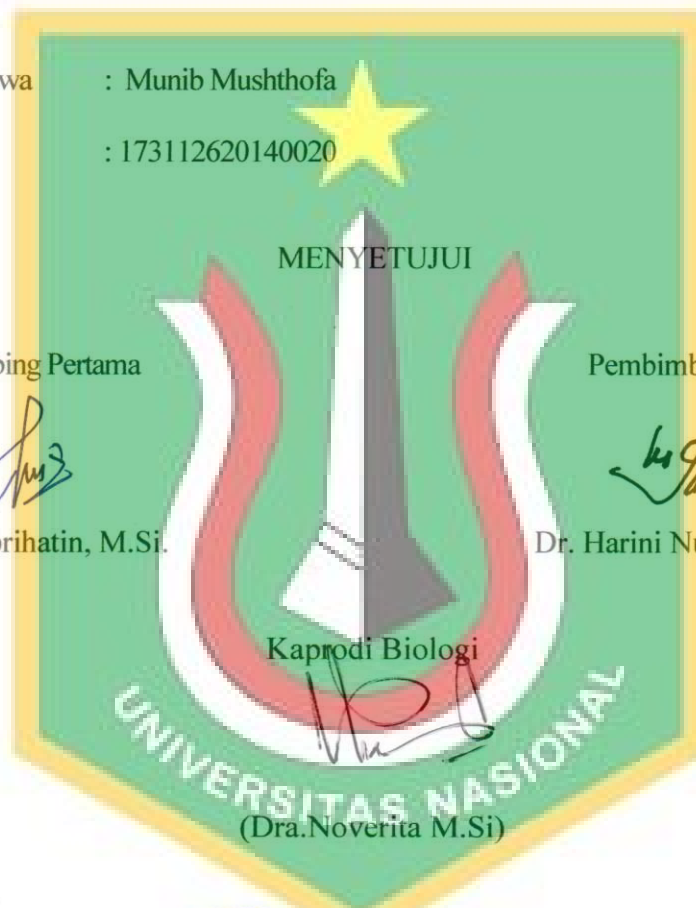 wa : Munib Mushthofa
: 173112620140020
MENYETUJUI
bing Pertama Pembimb
prihatin, M.Si. Dr. Harini Nu
Kaprodi Biologi
UNIVERSITAS NASIONAL
(Dra.Noverita M.Si)